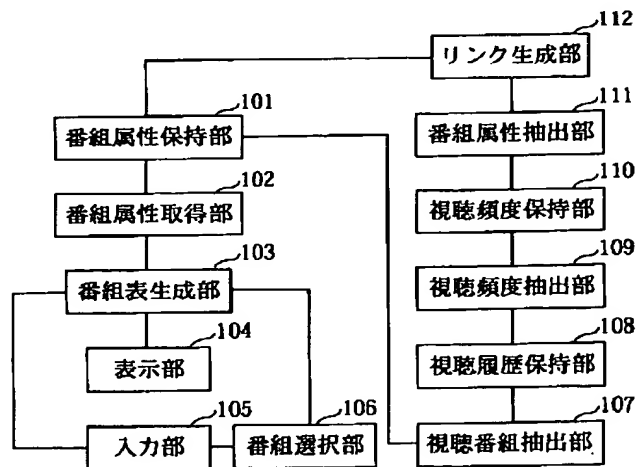 112
リンク生成部
101
番組属性保持部
111
番組属性抽出部
102
番組属性取得部
110
視聴頻度保持部
103
番組表生成部
109
視聴頻度抽出部
104
表示部
108
視聴履歴保持部
105
入力部
106
番組選択部
107
視聴番組抽出部